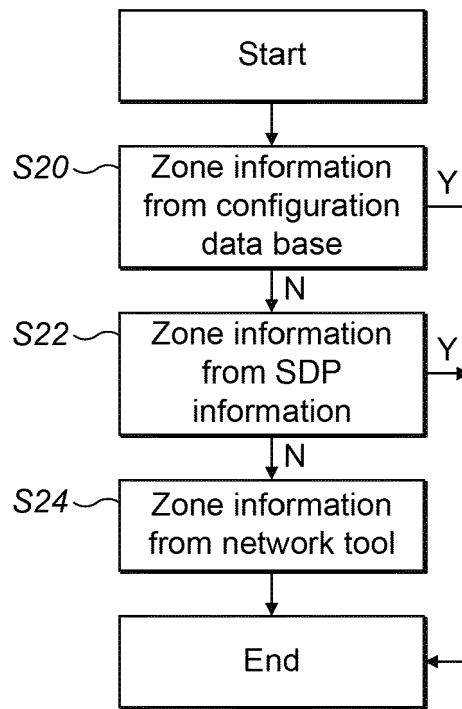 Start
S20
Zone information
from configuration
data base
Y
N
S22
Zone information
from SDP
information
Y
N
S24
Zone information
from network tool
End